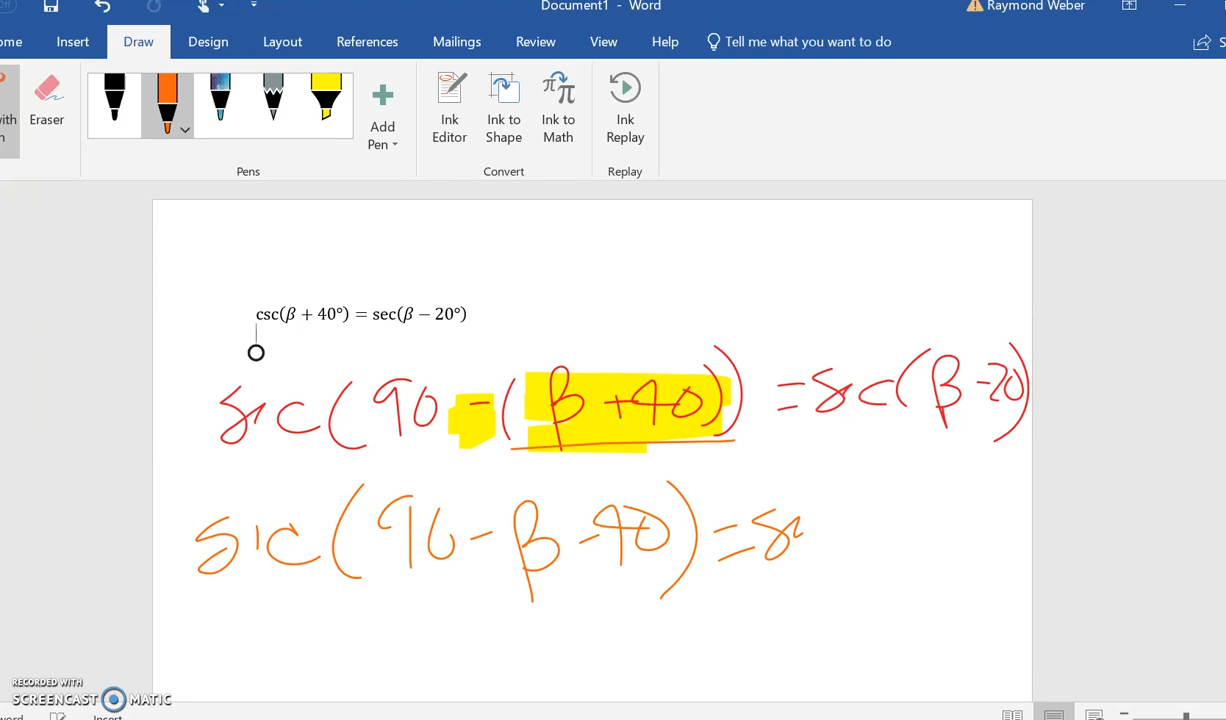 Document1 - Word
Raymond Weber
Insert Draw Design Layout References Mailings Review View Help Tell me what you want to do
Eraser
Add Pen
Ink Editor
Ink to Shape
Ink to Math
Ink Replay
Pens
Convert
Replay
csc(β + 40°) = sec(β − 20°)
sec(90 -(β+40)) = sec(β-20)
sec(90 - β - 40) = se
RECORDED WITH
SCREENCAST MATIC
Insert